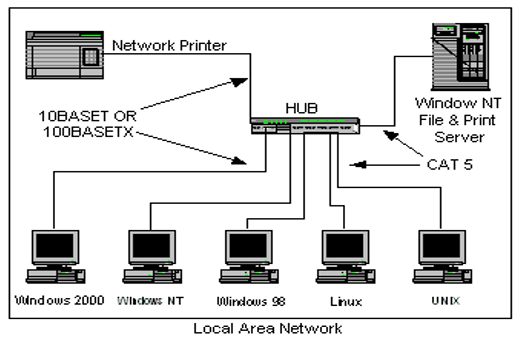 Network Printer
10BASET OR
100BASETX
HUB
Window NT
File & Print
Server
CAT 5
Windows 2000
Windows NT
Windows 98
Linux
UNIX
Local Area Network